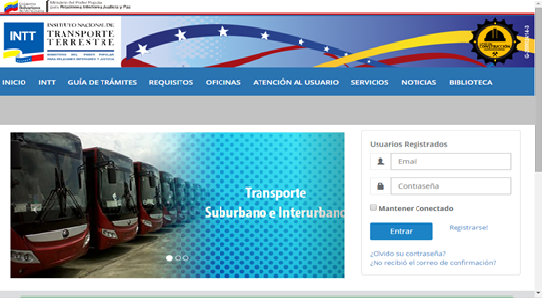 Gobierno
Bolivariano
de Venezuela
Ministerio del Poder Popular
para Relaciones Interiores, Justicia y Paz
INTT
INSTITUTO NACIONAL DE
TRANSPORTE
TERRESTRE
MINISTERIO DEL PODER POPULAR
PARA RELACIONES INTERIORES Y JUSTICIA
CONSTRUCCIÓN
INICIO INTT GUÍA DE TRÁMITES REQUISITOS OFICINAS ATENCIÓN AL USUARIO SERVICIOS NOTICIAS BIBLIOTECA
Transporte
Suburbano e Interurbano
Usuarios Registrados
Email
Contraseña
Mantener Conectado
Entrar
Registrarse!
¿Olvido su contraseña?
¿No recibió el correo de confirmación?